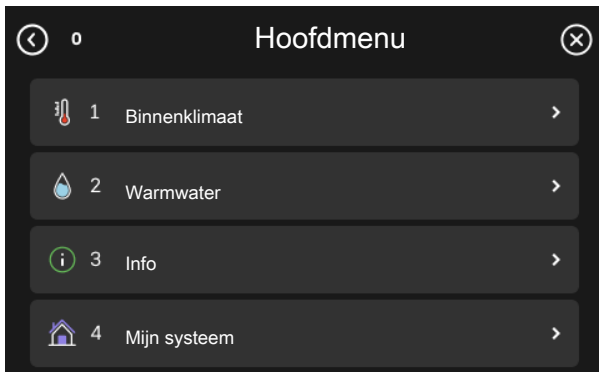 0 Hoofdmenu
1 Binnenklimaat
2 Warmwater
3 Info
4 Mijn systeem